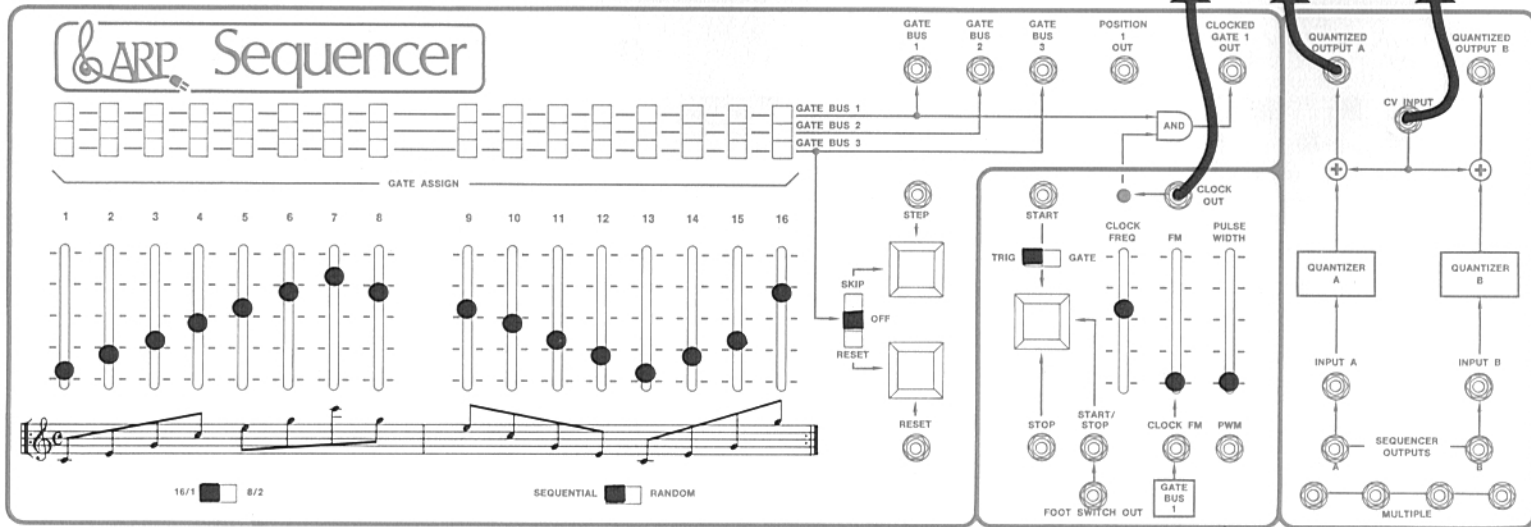 ARP Sequencer
GATE BUS 1
GATE BUS 2
GATE BUS 3
POSITION 1 OUT
CLOCKED GATE 1 OUT
QUANTIZED OUTPUT A
QUANTIZED OUTPUT B
CV INPUT
GATE BUS 1
GATE BUS 2
GATE BUS 3
AND
GATE ASSIGN
1 2 3 4 5 6 7 8 9 10 11 12 13 14 15 16
STEP
START
CLOCK OUT
CLOCK FREQ
FM
PULSE WIDTH
TRIG GATE
SKIP
OFF
RESET
QUANTIZER A
QUANTIZER B
INPUT A
INPUT B
RESET
STOP
START/STOP
CLOCK FM
PWM
SEQUENCER OUTPUTS
A
B
16/1 8/2
SEQUENTIAL RANDOM
GATE BUS 1
FOOT SWITCH OUT
MULTIPLE